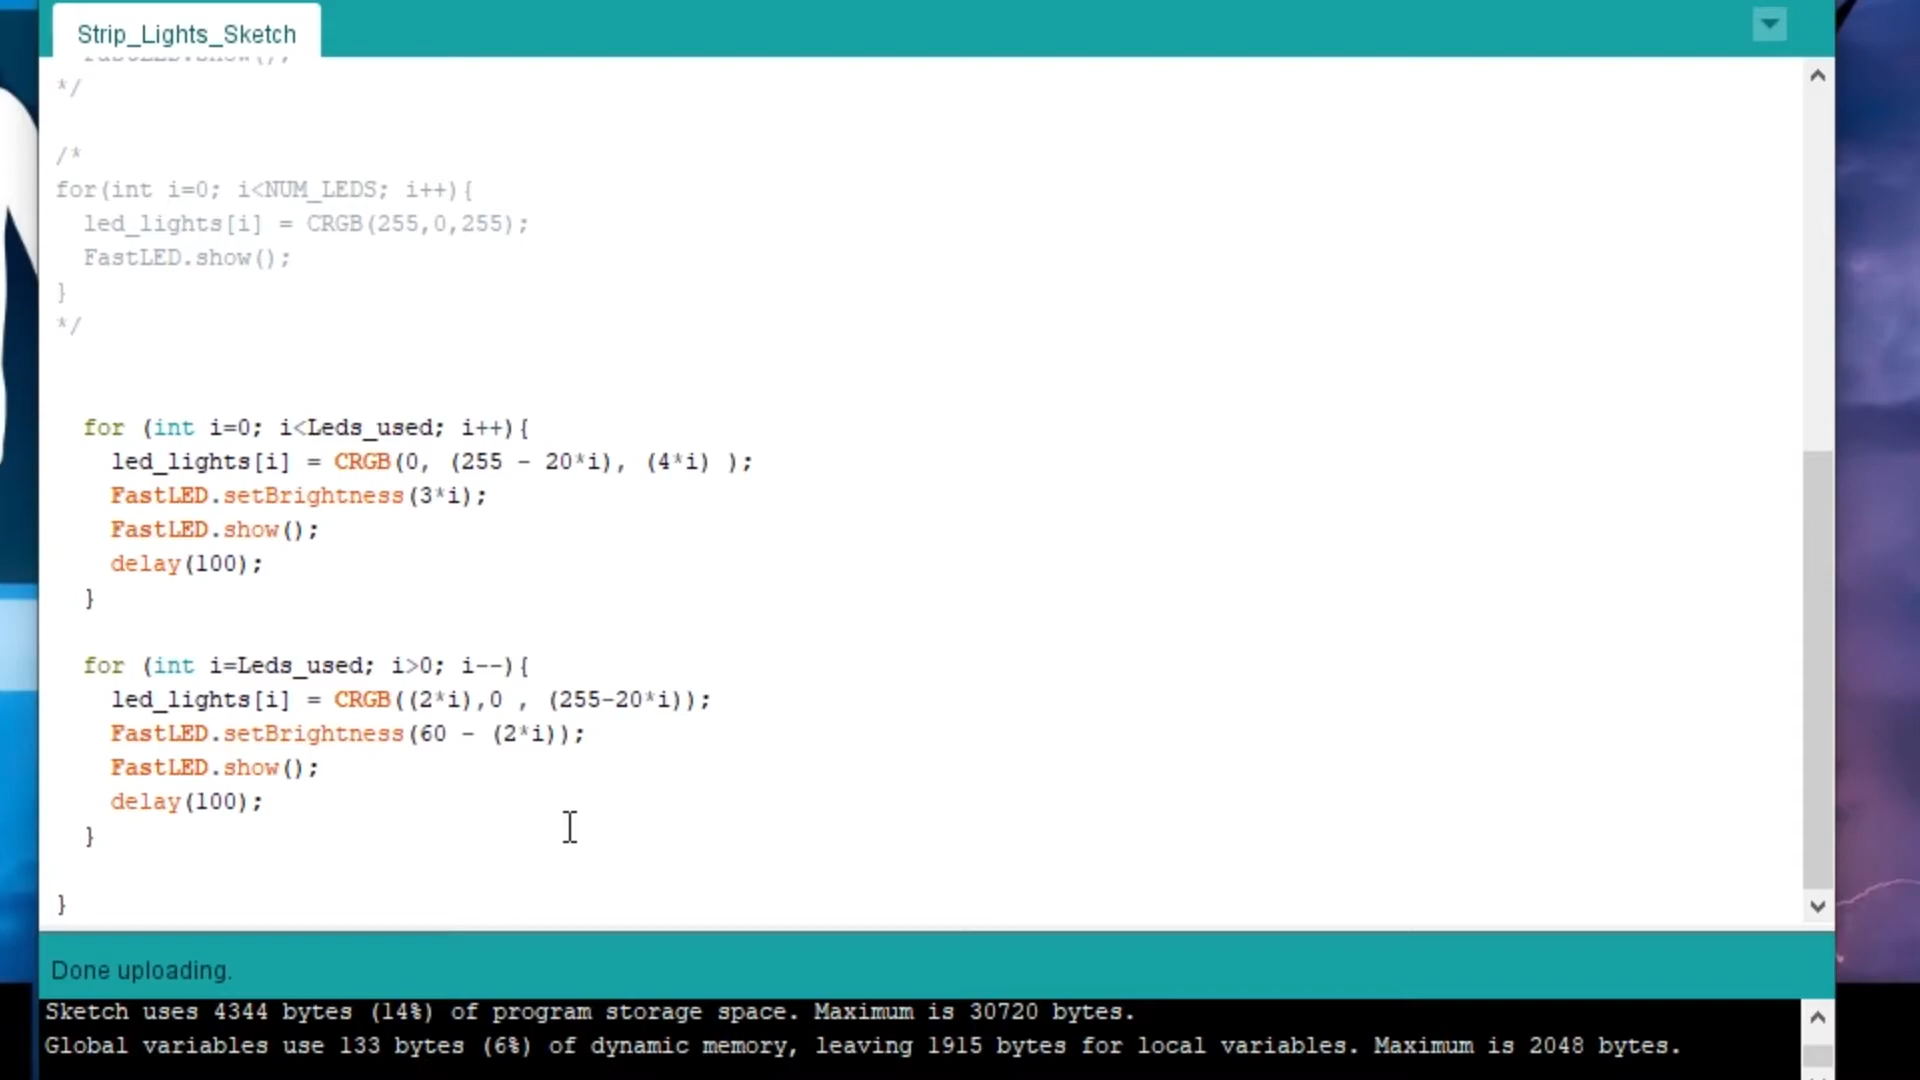 Strip_Lights_Sketch
FastLED.show();
*/
/*
for(int i=0; i<NUM_LEDS; i++){
led_lights[i] = CRGB(255,0,255);
FastLED.show();
}
*/
for (int i=0; i<Leds_used; i++){
led_lights[i] = CRGB(0, (255 - 20*i), (4*i) );
FastLED.setBrightness(3*i);
FastLED.show();
delay(100);
}
for (int i=Leds_used; i>0; i--){
led_lights[i] = CRGB((2*i),0 , (255-20*i));
FastLED.setBrightness(60 - (2*i));
FastLED.show();
delay(100);
}
}
Done uploading.
Sketch uses 4344 bytes (14%) of program storage space. Maximum is 30720 bytes.
Global variables use 133 bytes (6%) of dynamic memory, leaving 1915 bytes for local variables. Maximum is 2048 bytes.